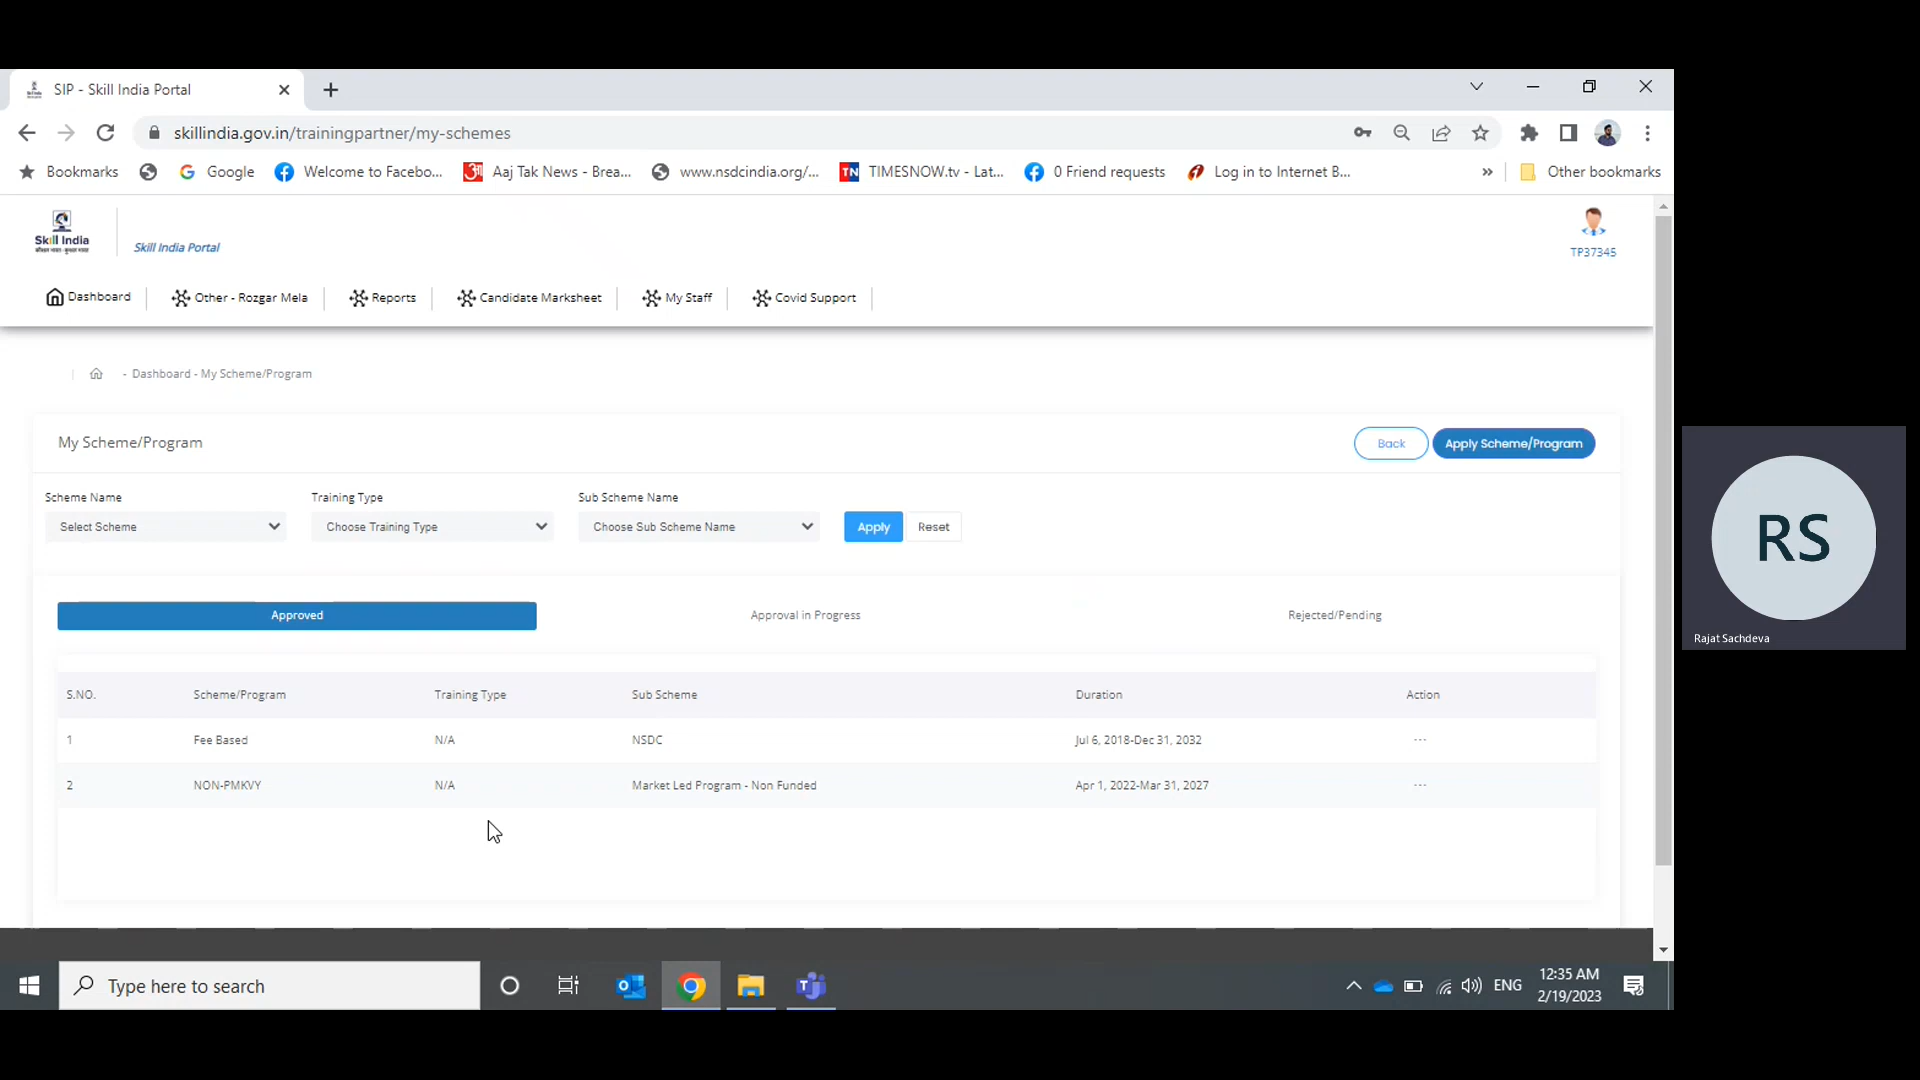 SIP - Skill India Portal
skillindia.gov.in/trainingpartner/my-schemes
Bookmarks Google Welcome to Facebo... Aaj Tak News - Brea... www.nsdcindia.org/... TN TIMESNOW.tv - Lat... 0 Friend requests Log in to Internet B... » Other bookmarks
Skill India
Skill India Portal
TP37345
Dashboard Other - Rozgar Mela Reports Candidate Marksheet My Staff Covid Support
- Dashboard - My Scheme/Program
My Scheme/Program Back Apply Scheme/Program
Scheme Name Training Type Sub Scheme Name
Select Scheme Choose Training Type Choose Sub Scheme Name Apply Reset
Approved Approval in Progress Rejected/Pending
S.NO. Scheme/Program Training Type Sub Scheme Duration Action
1 Fee Based N/A NSDC Jul 6, 2018-Dec 31, 2032 ...
2 NON-PMKVY N/A Market Led Program - Non Funded Apr 1, 2022-Mar 31, 2027 ...
RS
Rajat Sachdeva
Type here to search
ENG
12:35 AM
2/19/2023